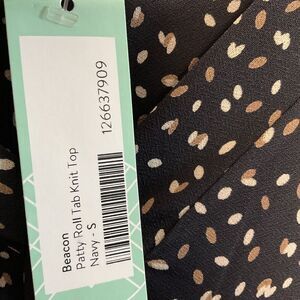 Beacon
Patty Roll Tab Knit Top
Navy - S
126637909